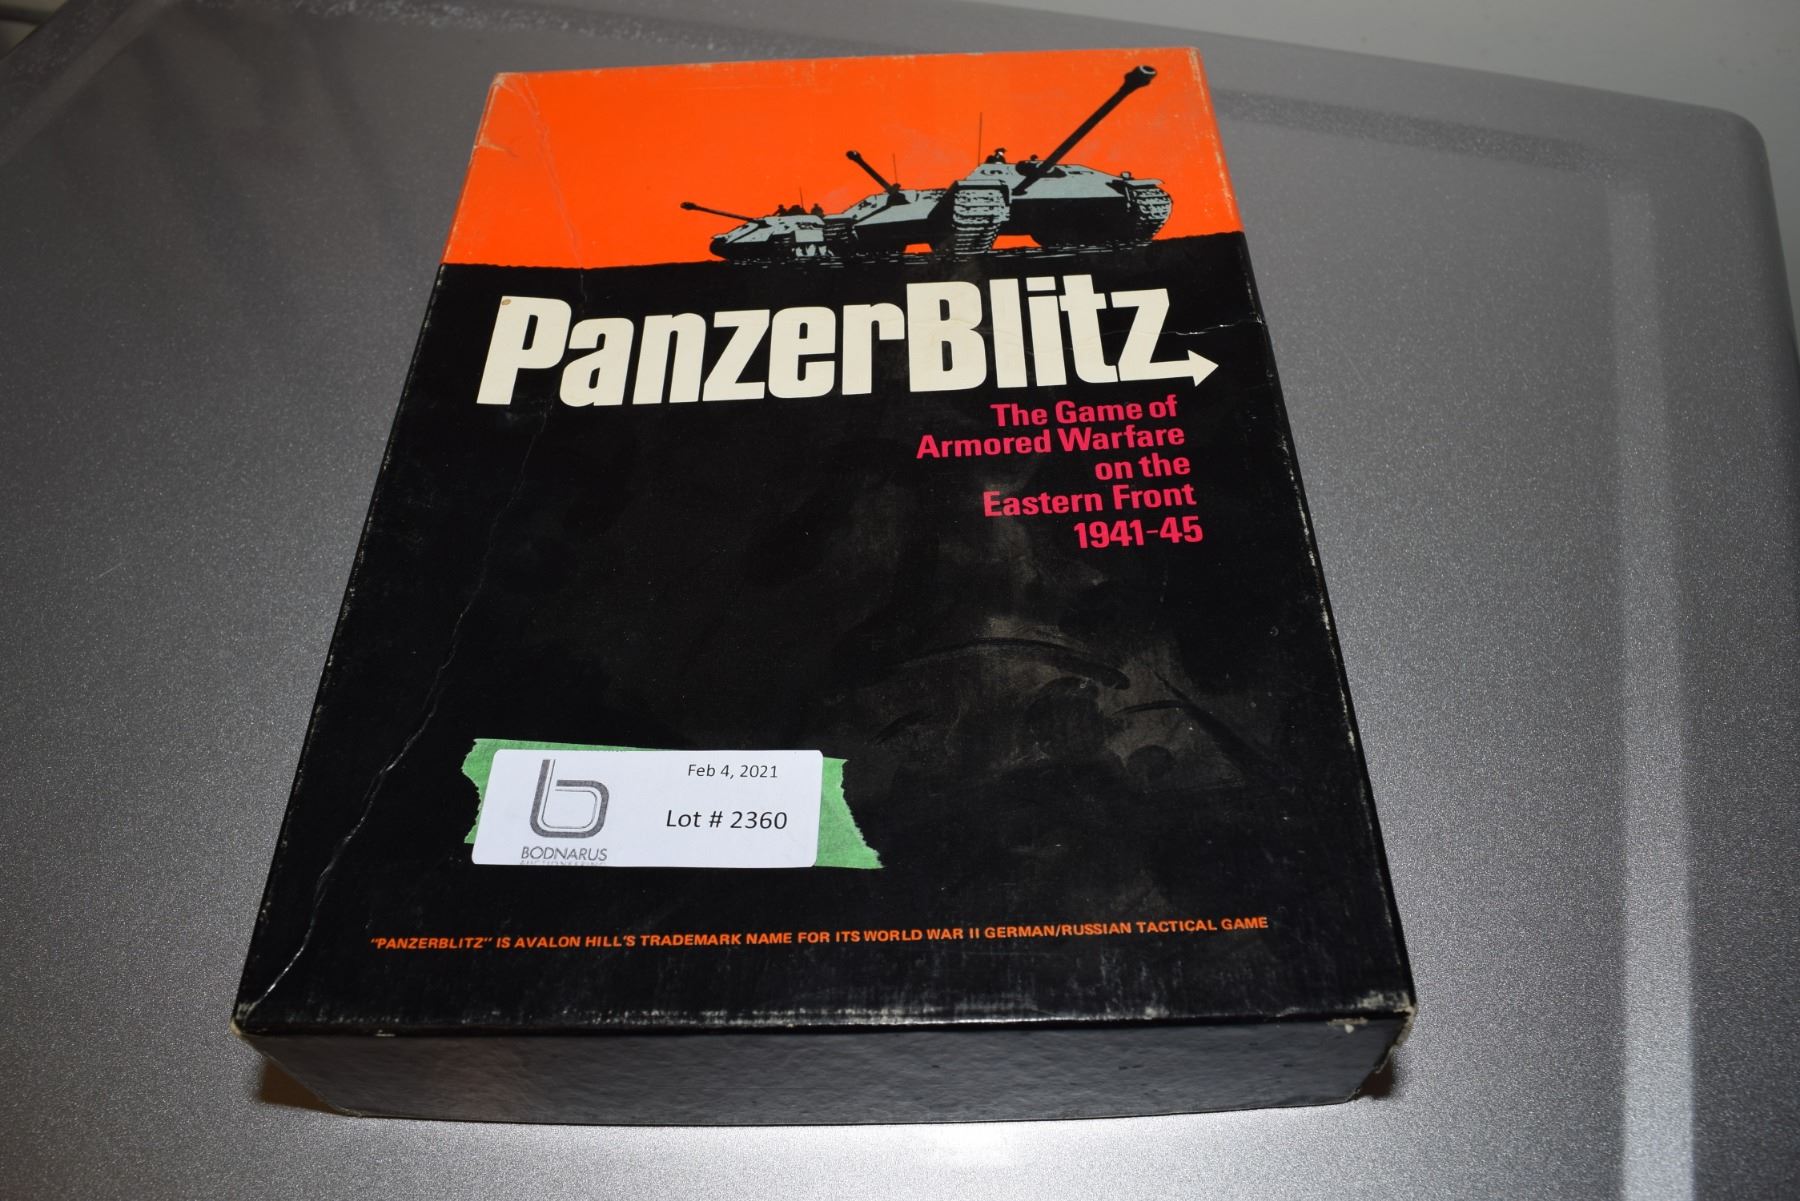 PanzerBlitz
The Game of
Armored Warfare
on the
Eastern Front
1941-45
Feb 4, 2021
Lot # 2360
BODNARUS
AUCTIONEERING
"PANZERBLITZ" IS AVALON HILL'S TRADEMARK NAME FOR ITS WORLD WAR II GERMAN/RUSSIAN TACTICAL GAME